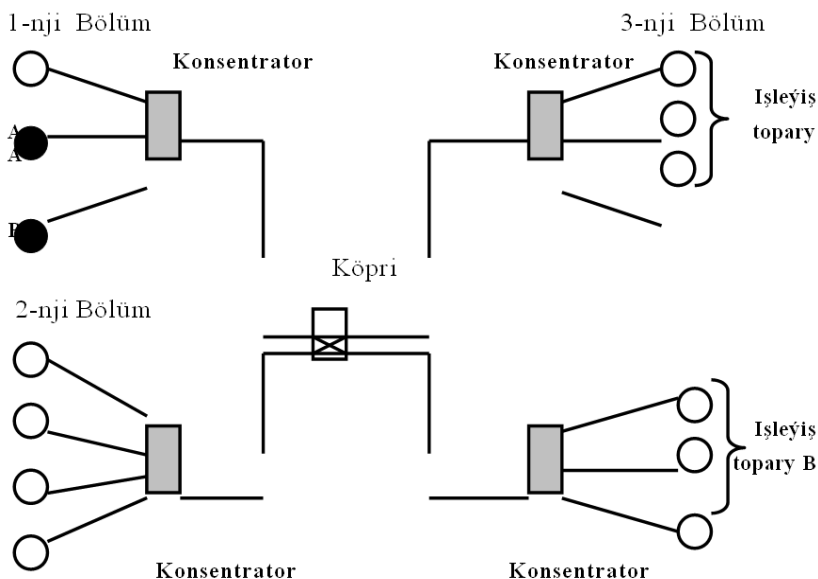 1-nji Bölüm
3-nji Bölüm
Konsentrator
Konsentrator
Işleýiş
topary
A
A
Köpri
2-nji Bölüm
Işleýiş
topary B
Konsentrator
Konsentrator